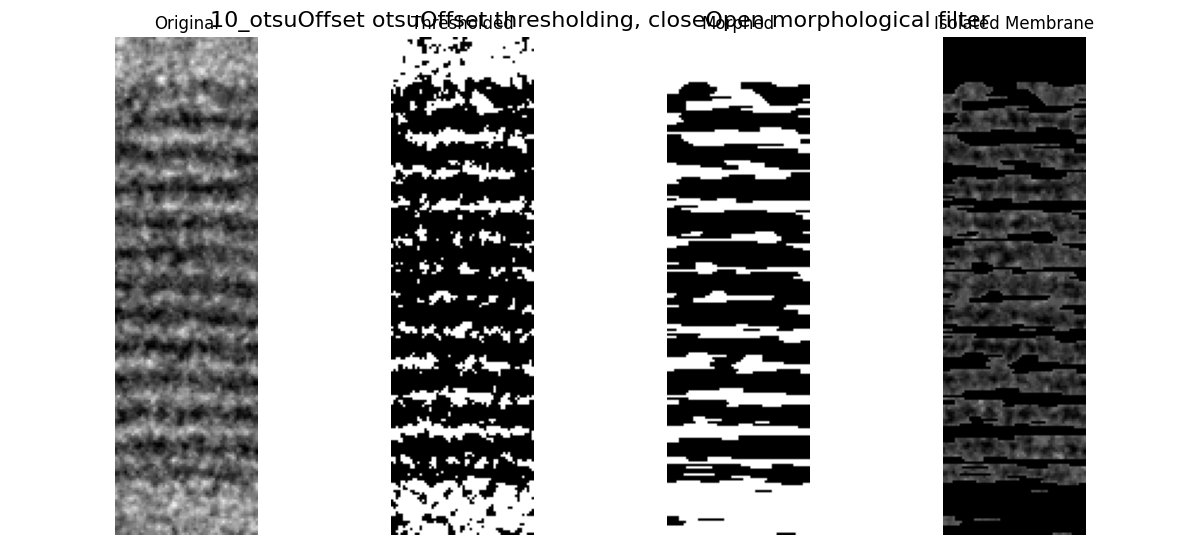 10_otsuOffset otsuOffset thresholding, closeOpen morphological filter
Original
Thresholded
Morphed
Isolated Membrane